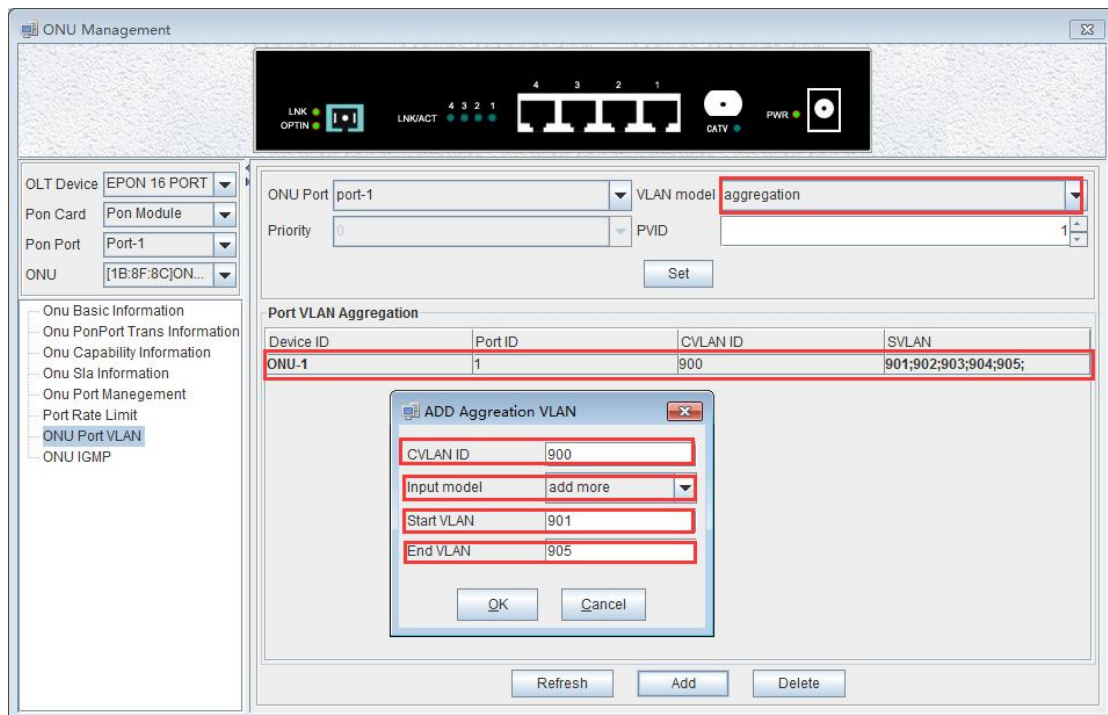 ONU Management
4 3 2 1
LNK
OPTIN
LNK/ACT 4 3 2 1
CATV
PWR
OLT Device EPON 16 PORT
Pon Card Pon Module
Pon Port Port-1
ONU [1B:8F:8C]ON...
Onu Basic Information
Onu PonPort Trans Information
Onu Capability Information
Onu Sla Information
Onu Port Manegement
Port Rate Limit
ONU Port VLAN
ONU IGMP
ONU Port port-1 VLAN model aggregation
Priority 0 PVID 1
Set
Port VLAN Aggregation
Device ID Port ID CVLAN ID SVLAN
ONU-1 1 900 901;902;903;904;905;
ADD Aggreation VLAN
CVLAN ID 900
Input model add more
Start VLAN 901
End VLAN 905
OK Cancel
Refresh Add Delete